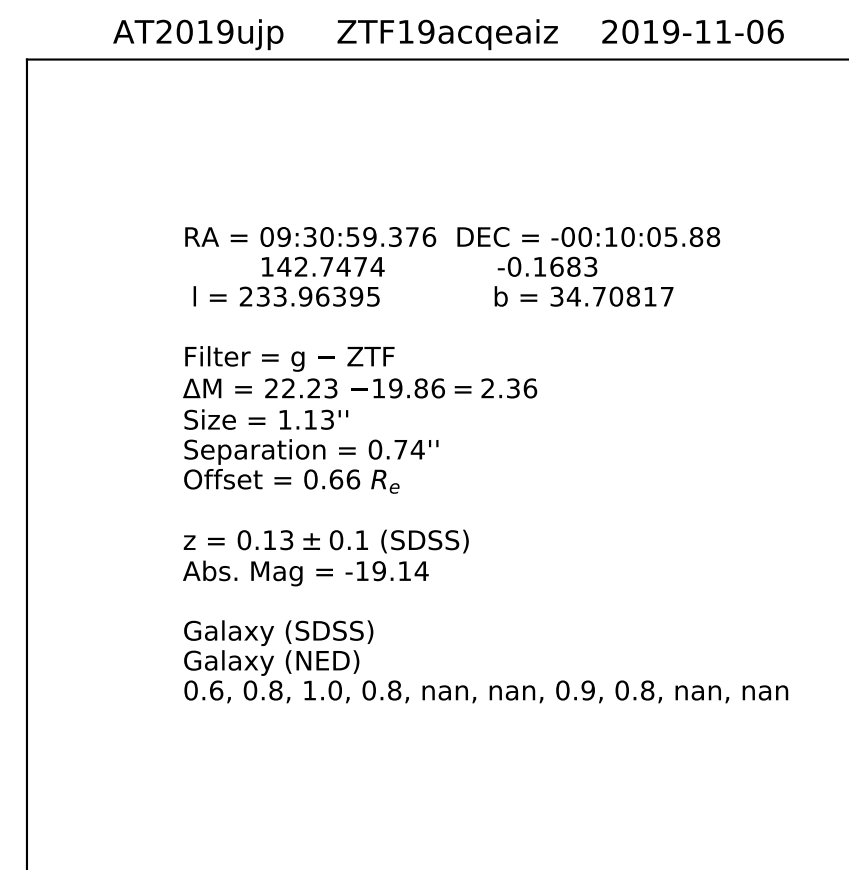 AT2019ujp ZTF19acqeaiz 2019-11-06
RA = 09:30:59.376 DEC = -00:10:05.88
142.7474 -0.1683
l = 233.96395 b = 34.70817
Filter = g − ZTF
ΔM = 22.23 −19.86 = 2.36
Size = 1.13''
Separation = 0.74''
Offset = 0.66 Re
z = 0.13 ± 0.1 (SDSS)
Abs. Mag = -19.14
Galaxy (SDSS)
Galaxy (NED)
0.6, 0.8, 1.0, 0.8, nan, nan, 0.9, 0.8, nan, nan